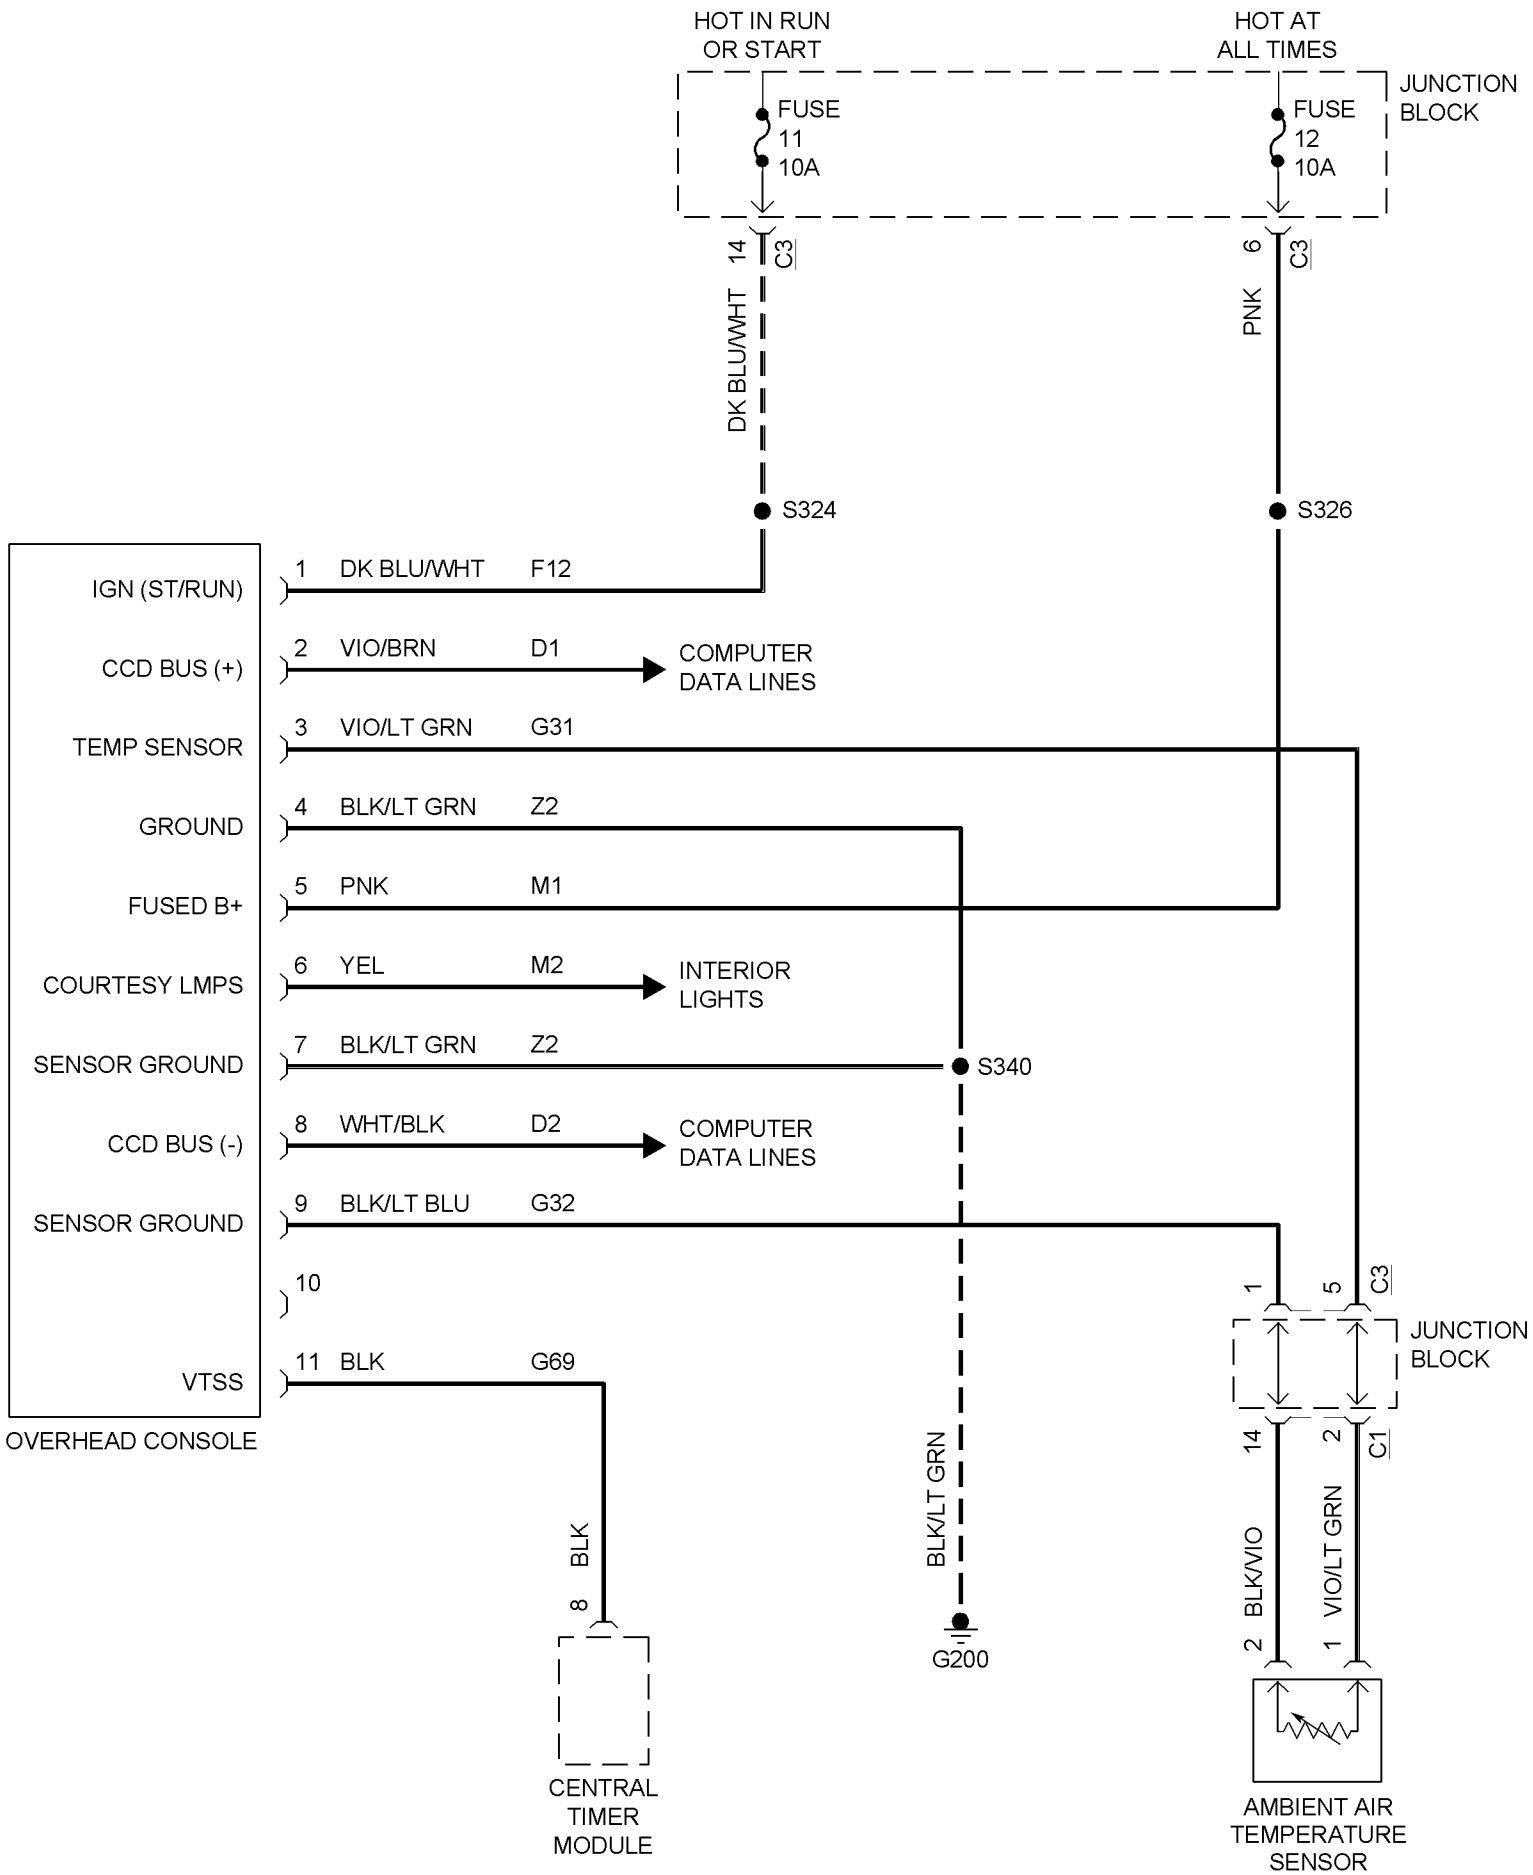 HOT IN RUN
OR START
HOT AT
ALL TIMES
JUNCTION
BLOCK
FUSE
11
10A
FUSE
12
10A
14
C3
6
C3
DK BLU/WHT
PNK
S324
S326
IGN (ST/RUN)
1
DK BLU/WHT
F12
CCD BUS (+)
2
VIO/BRN
D1
COMPUTER
DATA LINES
TEMP SENSOR
3
VIO/LT GRN
G31
GROUND
4
BLK/LT GRN
Z2
FUSED B+
5
PNK
M1
COURTESY LMPS
6
YEL
M2
INTERIOR
LIGHTS
SENSOR GROUND
7
BLK/LT GRN
Z2
S340
CCD BUS (-)
8
WHT/BLK
D2
COMPUTER
DATA LINES
SENSOR GROUND
9
BLK/LT BLU
G32
10
1
5
C3
JUNCTION
BLOCK
VTSS
11
BLK
G69
OVERHEAD CONSOLE
14
2
C1
BLK/LT GRN
BLK
8
BLK/VIO
VIO/LT GRN
2
1
G200
CENTRAL
TIMER
MODULE
AMBIENT AIR
TEMPERATURE
SENSOR